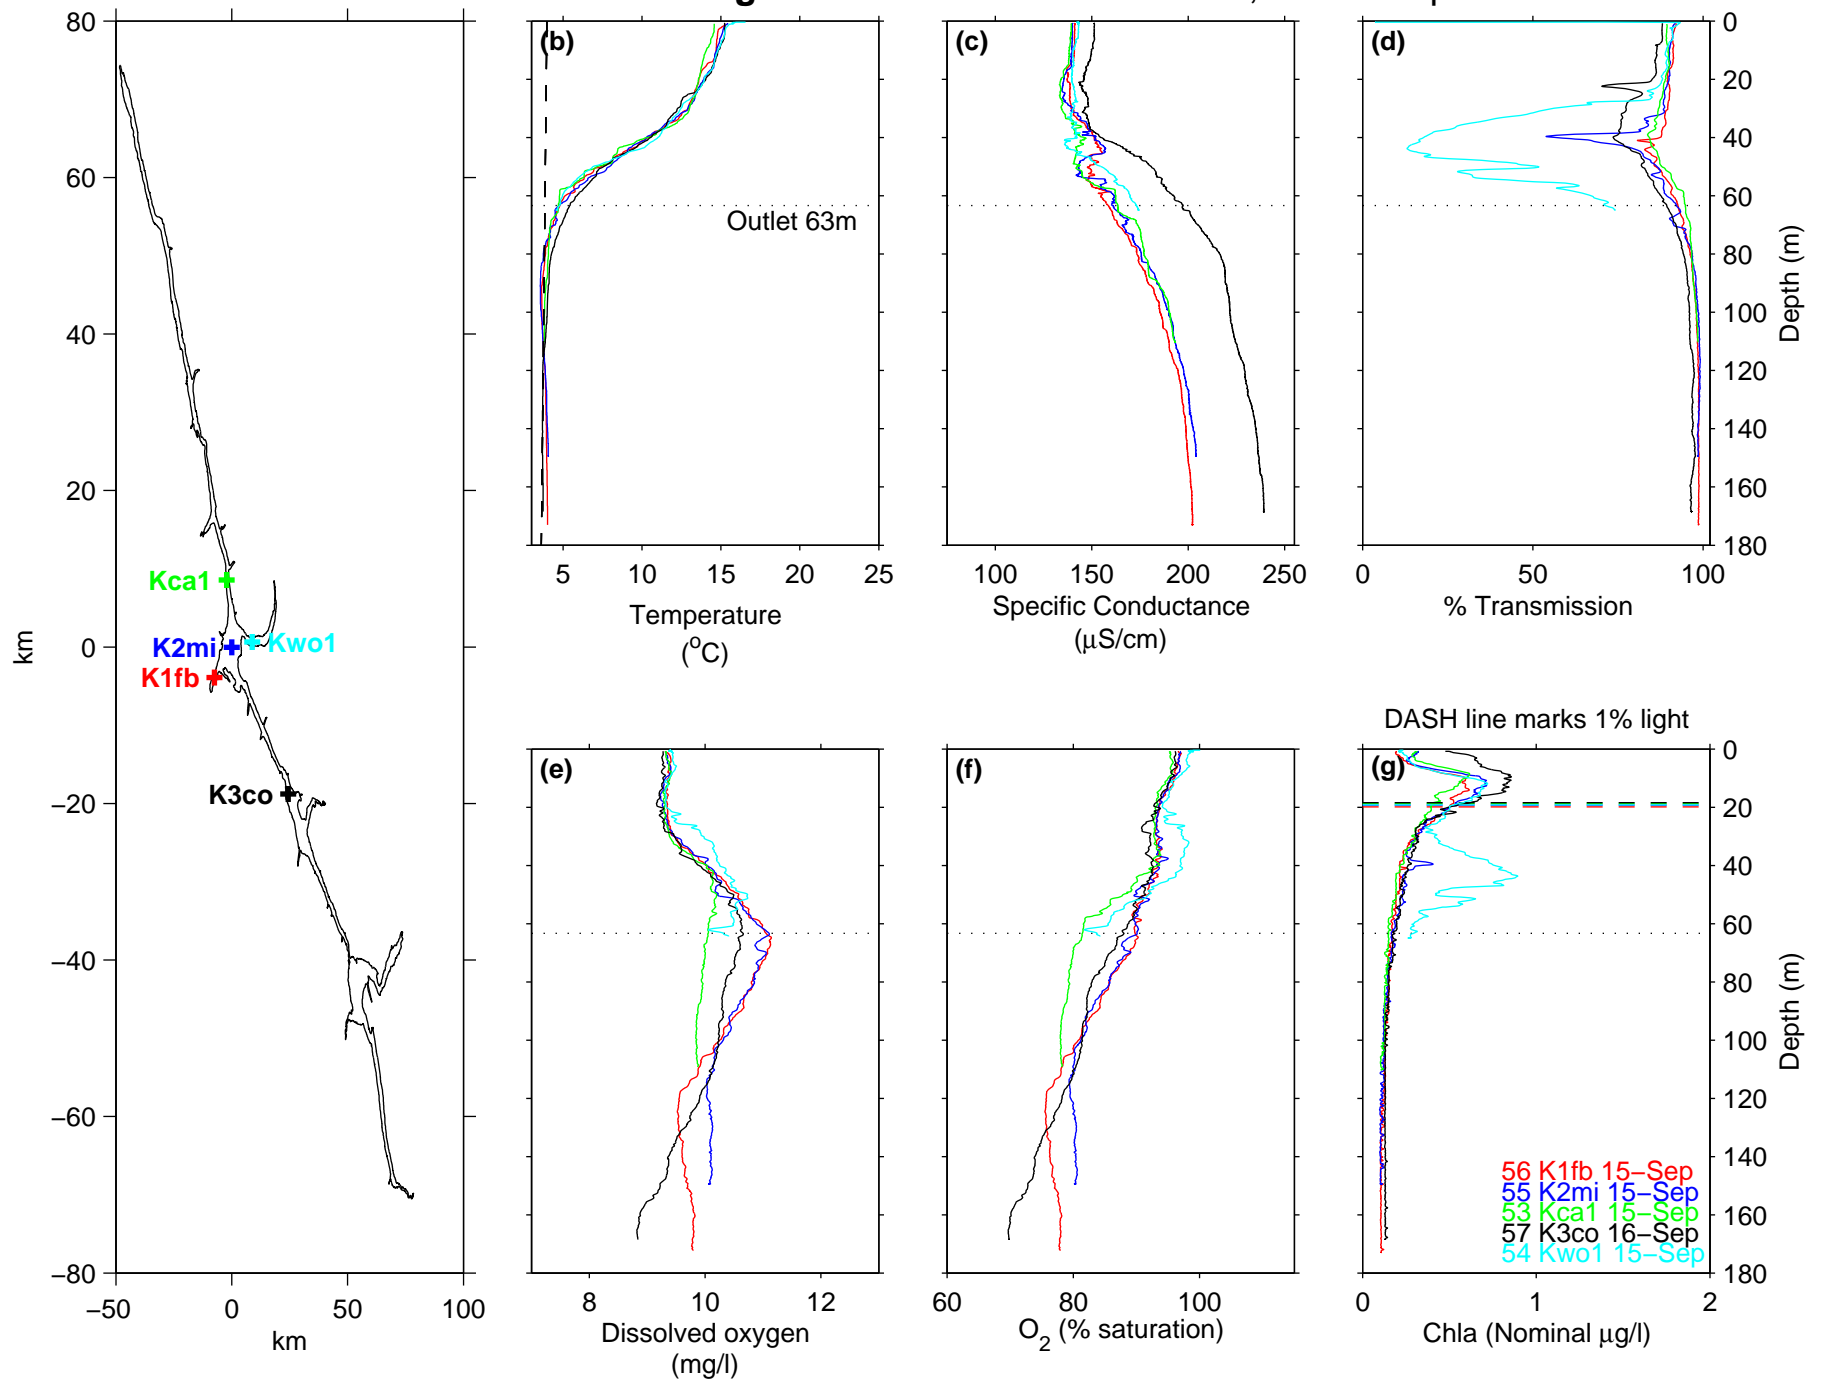 g , p
(b)
(c)
(d)
80
60
40
20
0
−20
−40
−60
−80
km
−50 0 50 100
km
Kca1
K2mi
Kwo1
K1fb
K3co
Outlet 63m
5 10 15 20 25
Temperature
(°C)
100 150 200 250
Specific Conductance
(µS/cm)
0 50 100
% Transmission
0
20
40
60
80
100
120
140
160
180
Depth (m)
DASH line marks 1% light
(e)
(f)
(g)
8 10 12
Dissolved oxygen
(mg/l)
60 80 100
O2 (% saturation)
0 1 2
Chla (Nominal µg/l)
0
20
40
60
80
100
120
140
160
180
Depth (m)
56 K1fb 15−Sep
55 K2mi 15−Sep
53 Kca1 15−Sep
57 K3co 16−Sep
54 Kwo1 15−Sep